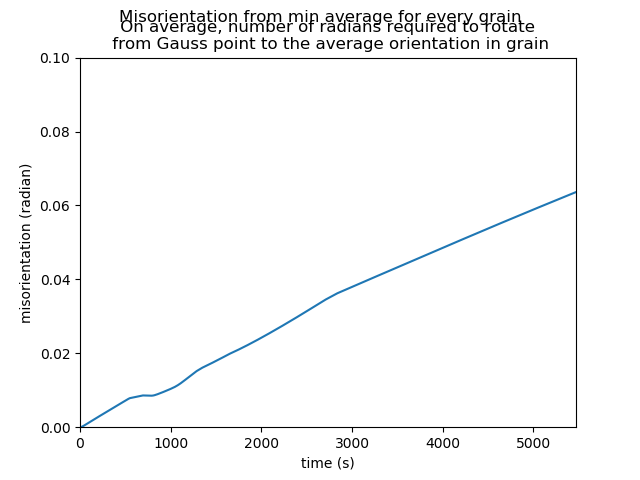 Misorientation from min average for every grain
On average, number of radians required to rotate
from Gauss point to the average orientation in grain
0.10
0.08
0.06
0.04
0.02
0.00
misorientation (radian)
0 1000 2000 3000 4000 5000
time (s)